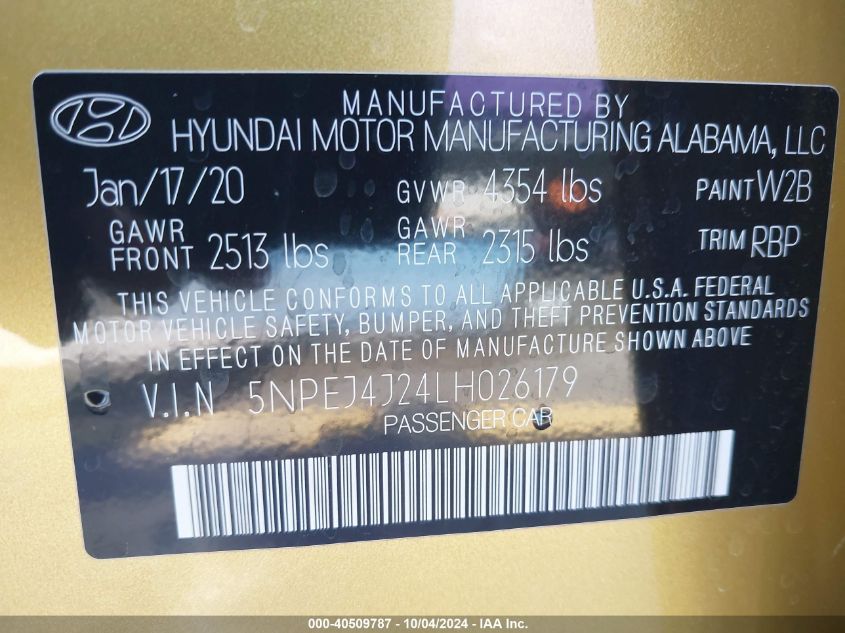 MANUFACTURED BY
HYUNDAI MOTOR MANUFACTURING ALABAMA, LLC
Jan/17/20 GVWR 4354 lbs PAINT W2B
GAWR FRONT 2513 lbs GAWR REAR 2315 lbs TRIM RBP
THIS VEHICLE CONFORMS TO ALL APPLICABLE U.S.A. FEDERAL
MOTOR VEHICLE SAFETY, BUMPER, AND THEFT PREVENTION STANDARDS
IN EFFECT ON THE DATE OF MANUFACTURE SHOWN ABOVE
V.I.N 5NPEJ4J24LH026179
PASSENGER CAR
000-40509787 - 10/04/2024 - IAA Inc.